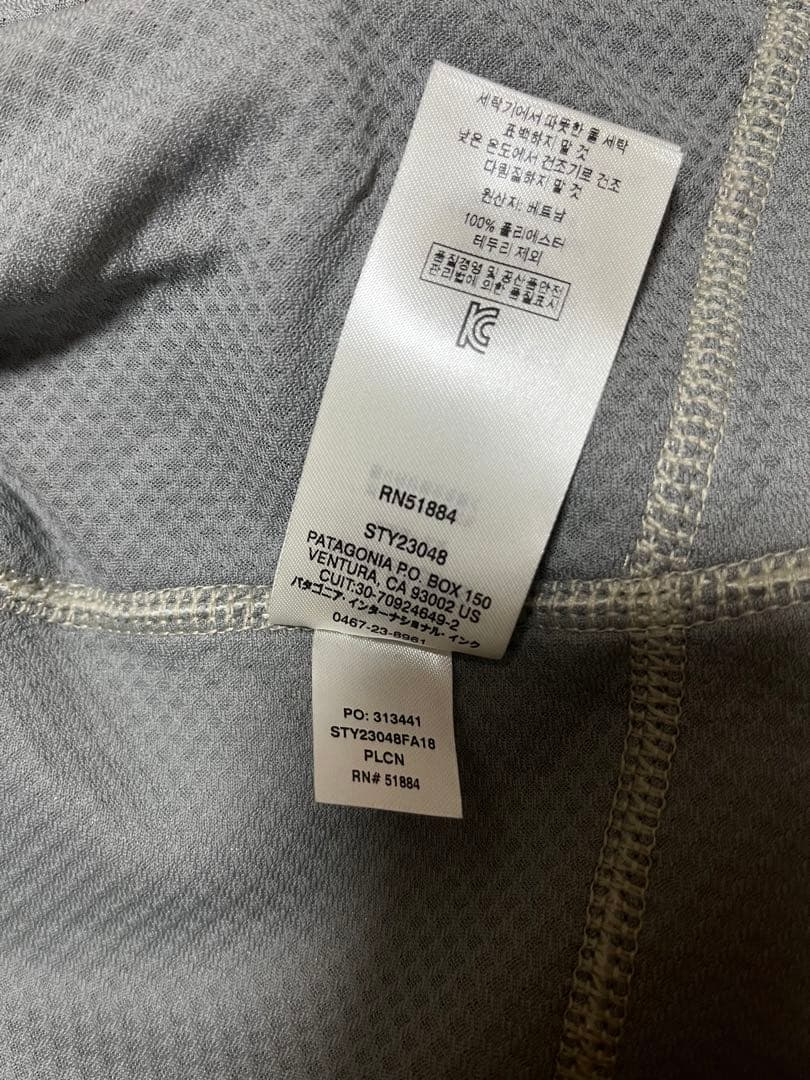 세탁기에서 따뜻한 물 세탁
표백하지 말 것
낮은 온도에서 건조기로 건조
다림질하지 말 것
원산지: 베트남
100% 폴리에스터
테두리 제외
품질경영 및 공산품안전
관리법에 의한 품질표시
KC
RN51884
STY23048
PATAGONIA P.O. BOX 150
VENTURA, CA 93002 US
CUIT:30-70924649-2
パタゴニア・インターナショナル・インク
0467-23-8961
PO: 313441
STY23048FA18
PLCN
RN# 51884